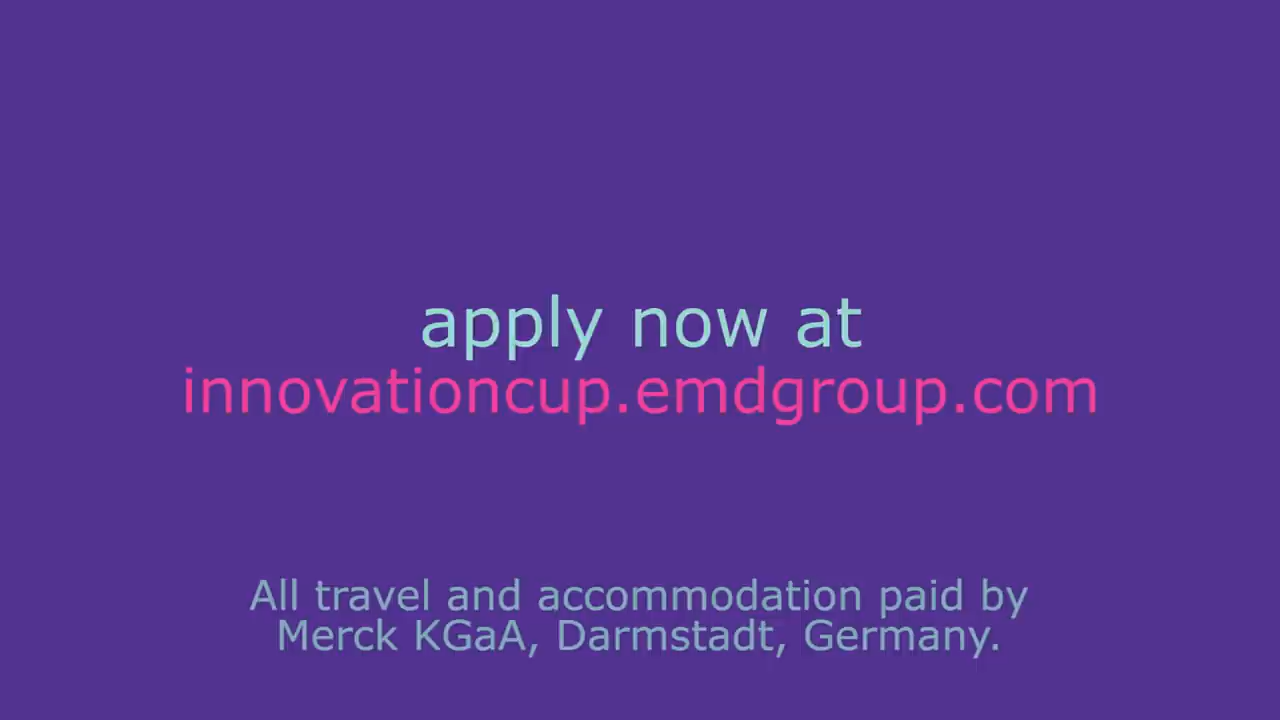 apply now at
innovationcup.emdgroup.com
All travel and accommodation paid by
Merck KGaA, Darmstadt, Germany.